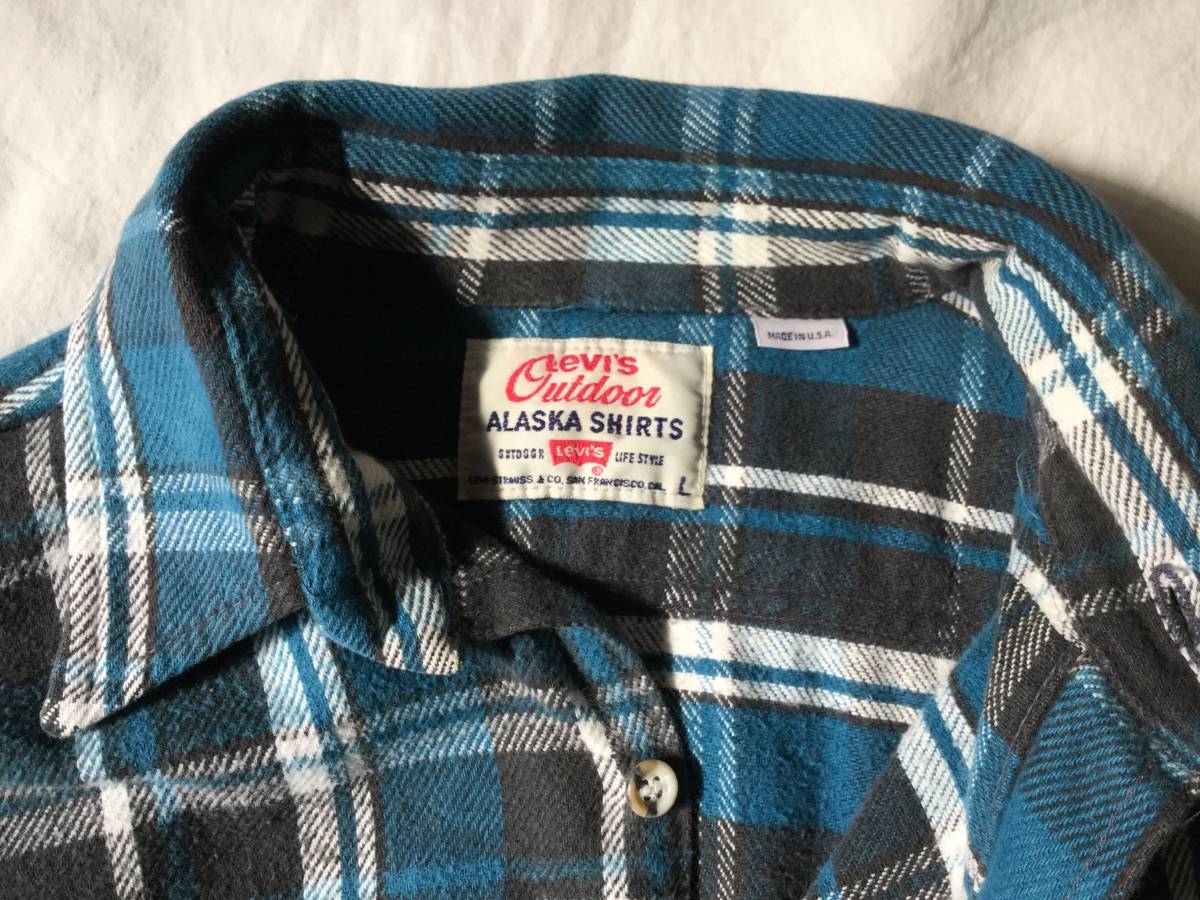 MADE IN U.S.A.
LEVI'S
Outdoor
ALASKA SHIRTS
OUTDOOR LEVI'S LIFE STYLE
®
LEVI STRAUSS & CO. SAN FRANCISCO, CAL. L